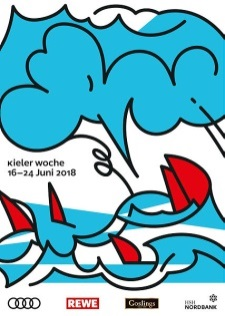 Kieler Woche
16–24 Juni 2018
REWE
Goslings
HSH
NORDBANK